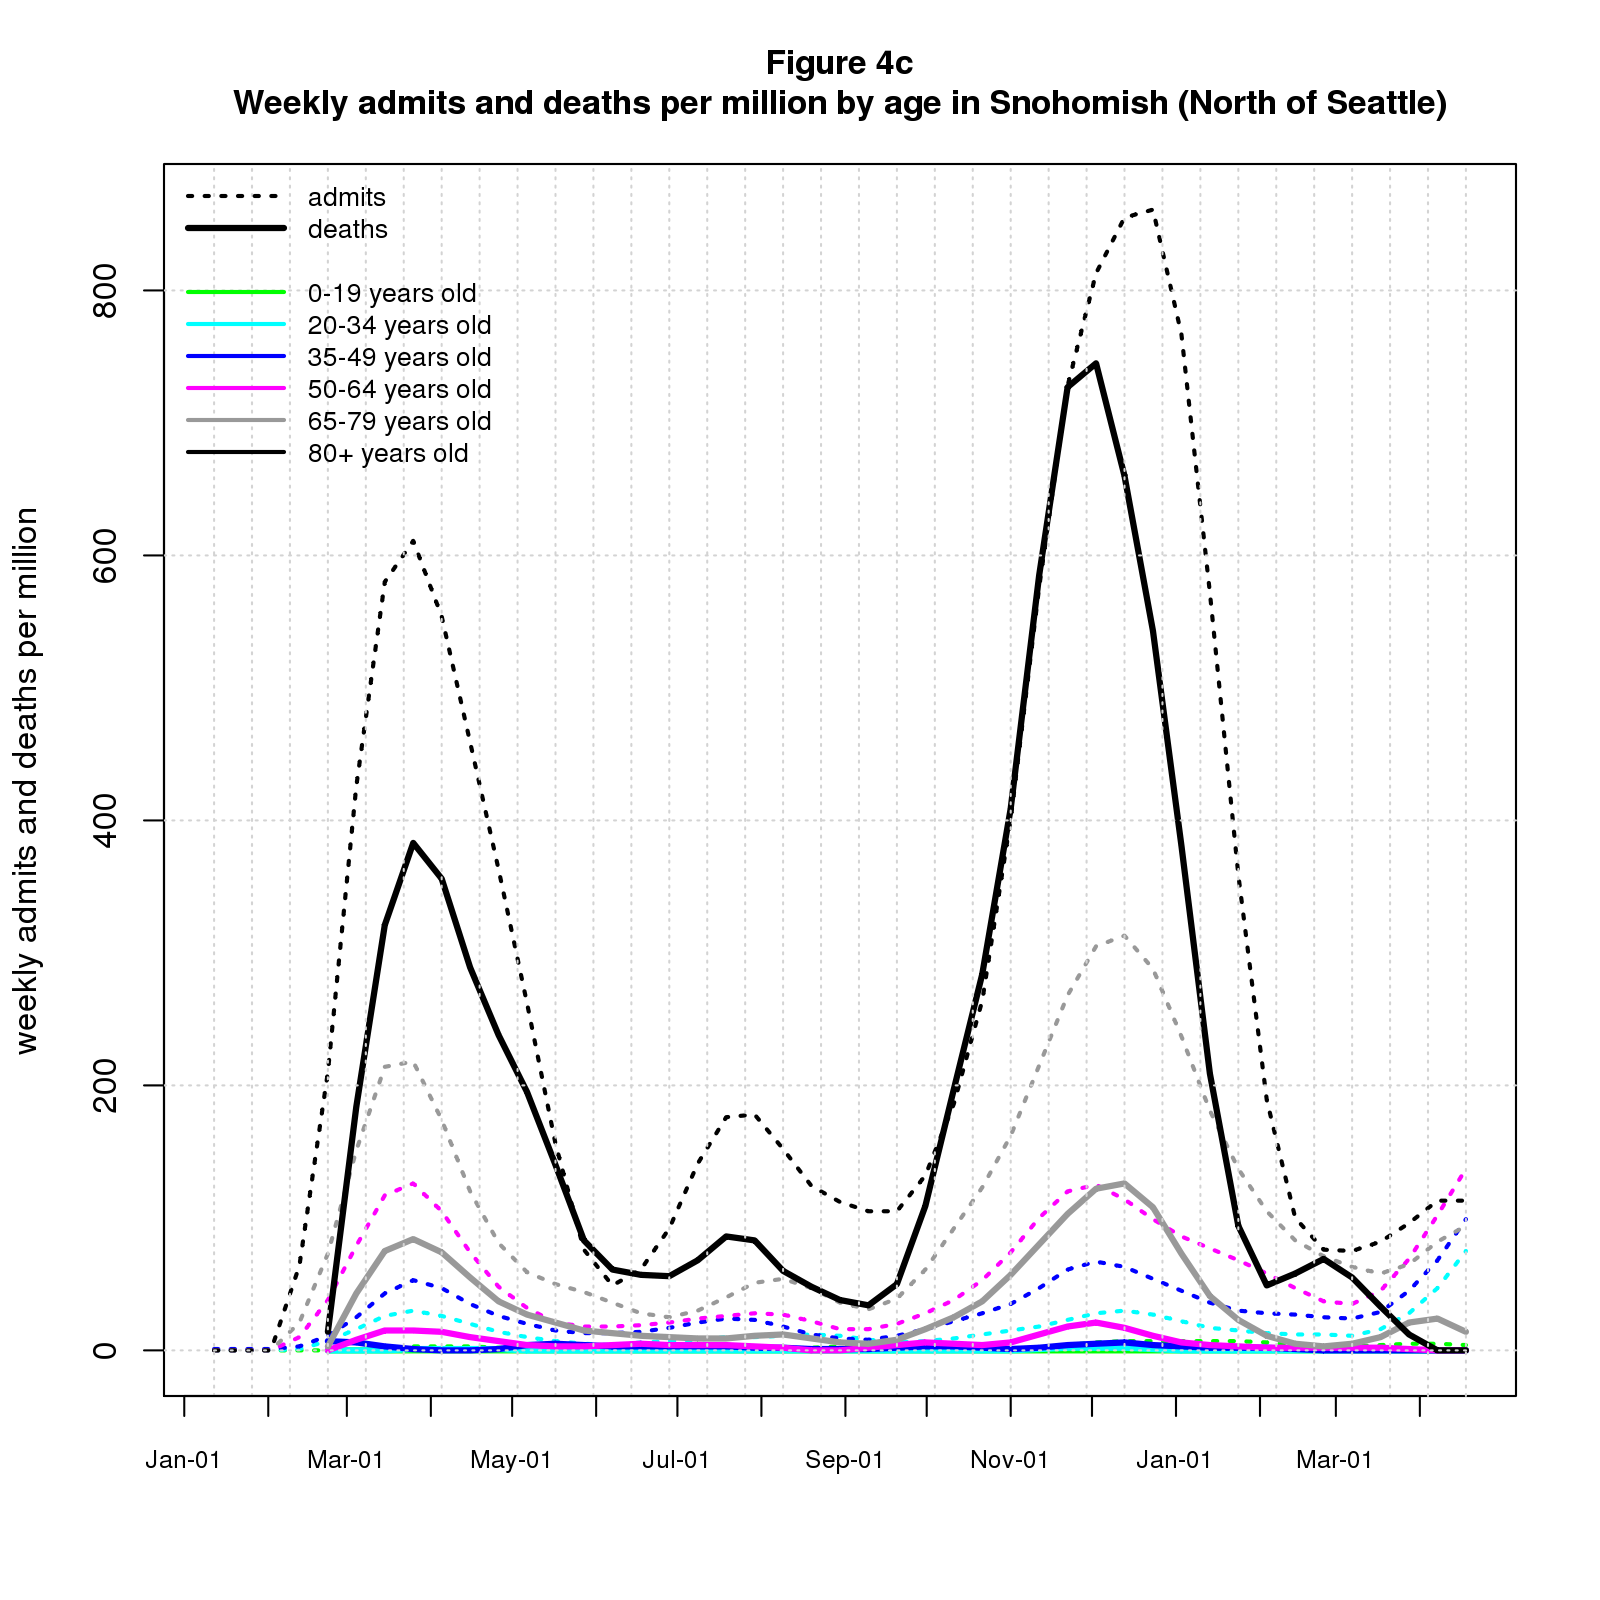 Figure 4c
Weekly admits and deaths per million by age in Snohomish (North of Seattle)
admits
deaths
0-19 years old
20-34 years old
35-49 years old
50-64 years old
65-79 years old
80+ years old
weekly admits and deaths per million
800
600
400
200
0
Jan-01 Mar-01 May-01 Jul-01 Sep-01 Nov-01 Jan-01 Mar-01